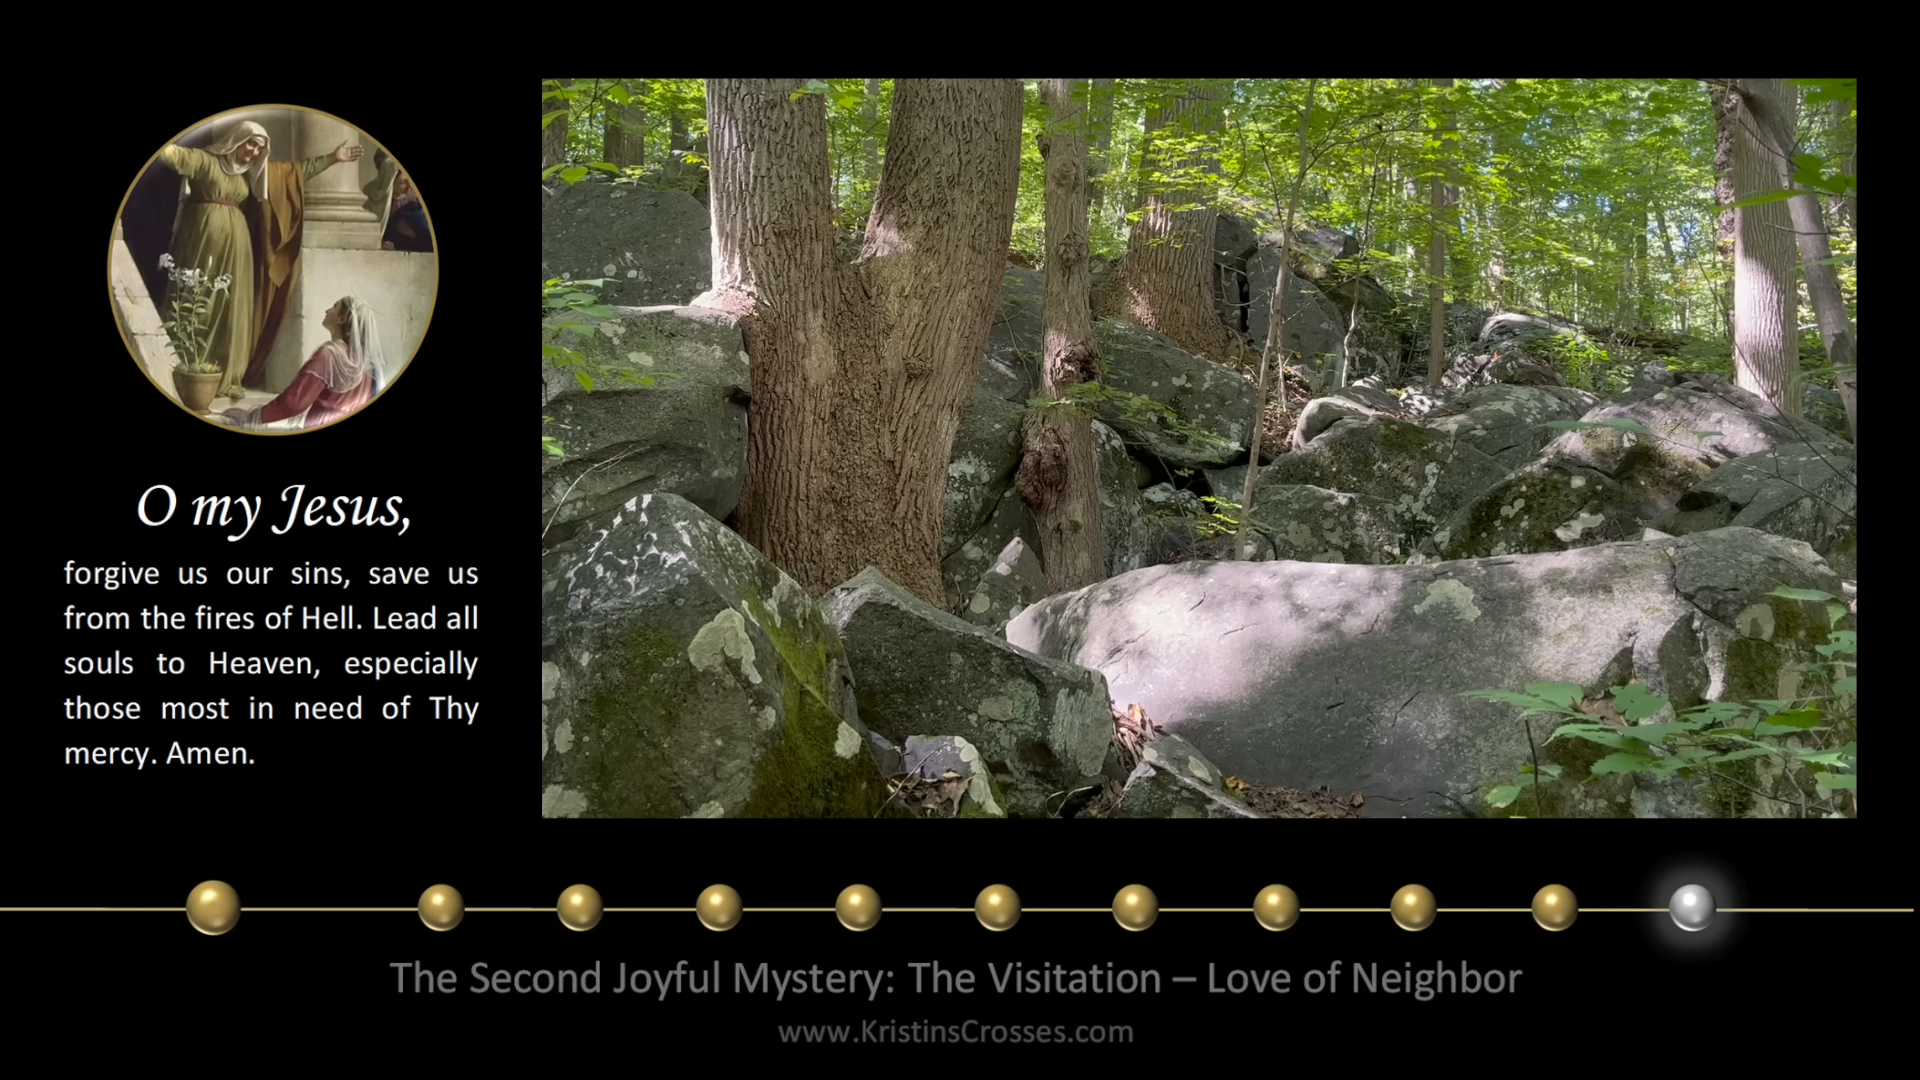 O my Jesus,
forgive us our sins, save us
from the fires of Hell. Lead all
souls to Heaven, especially
those most in need of Thy
mercy. Amen.
The Second Joyful Mystery: The Visitation – Love of Neighbor
www.KristinsCrosses.com